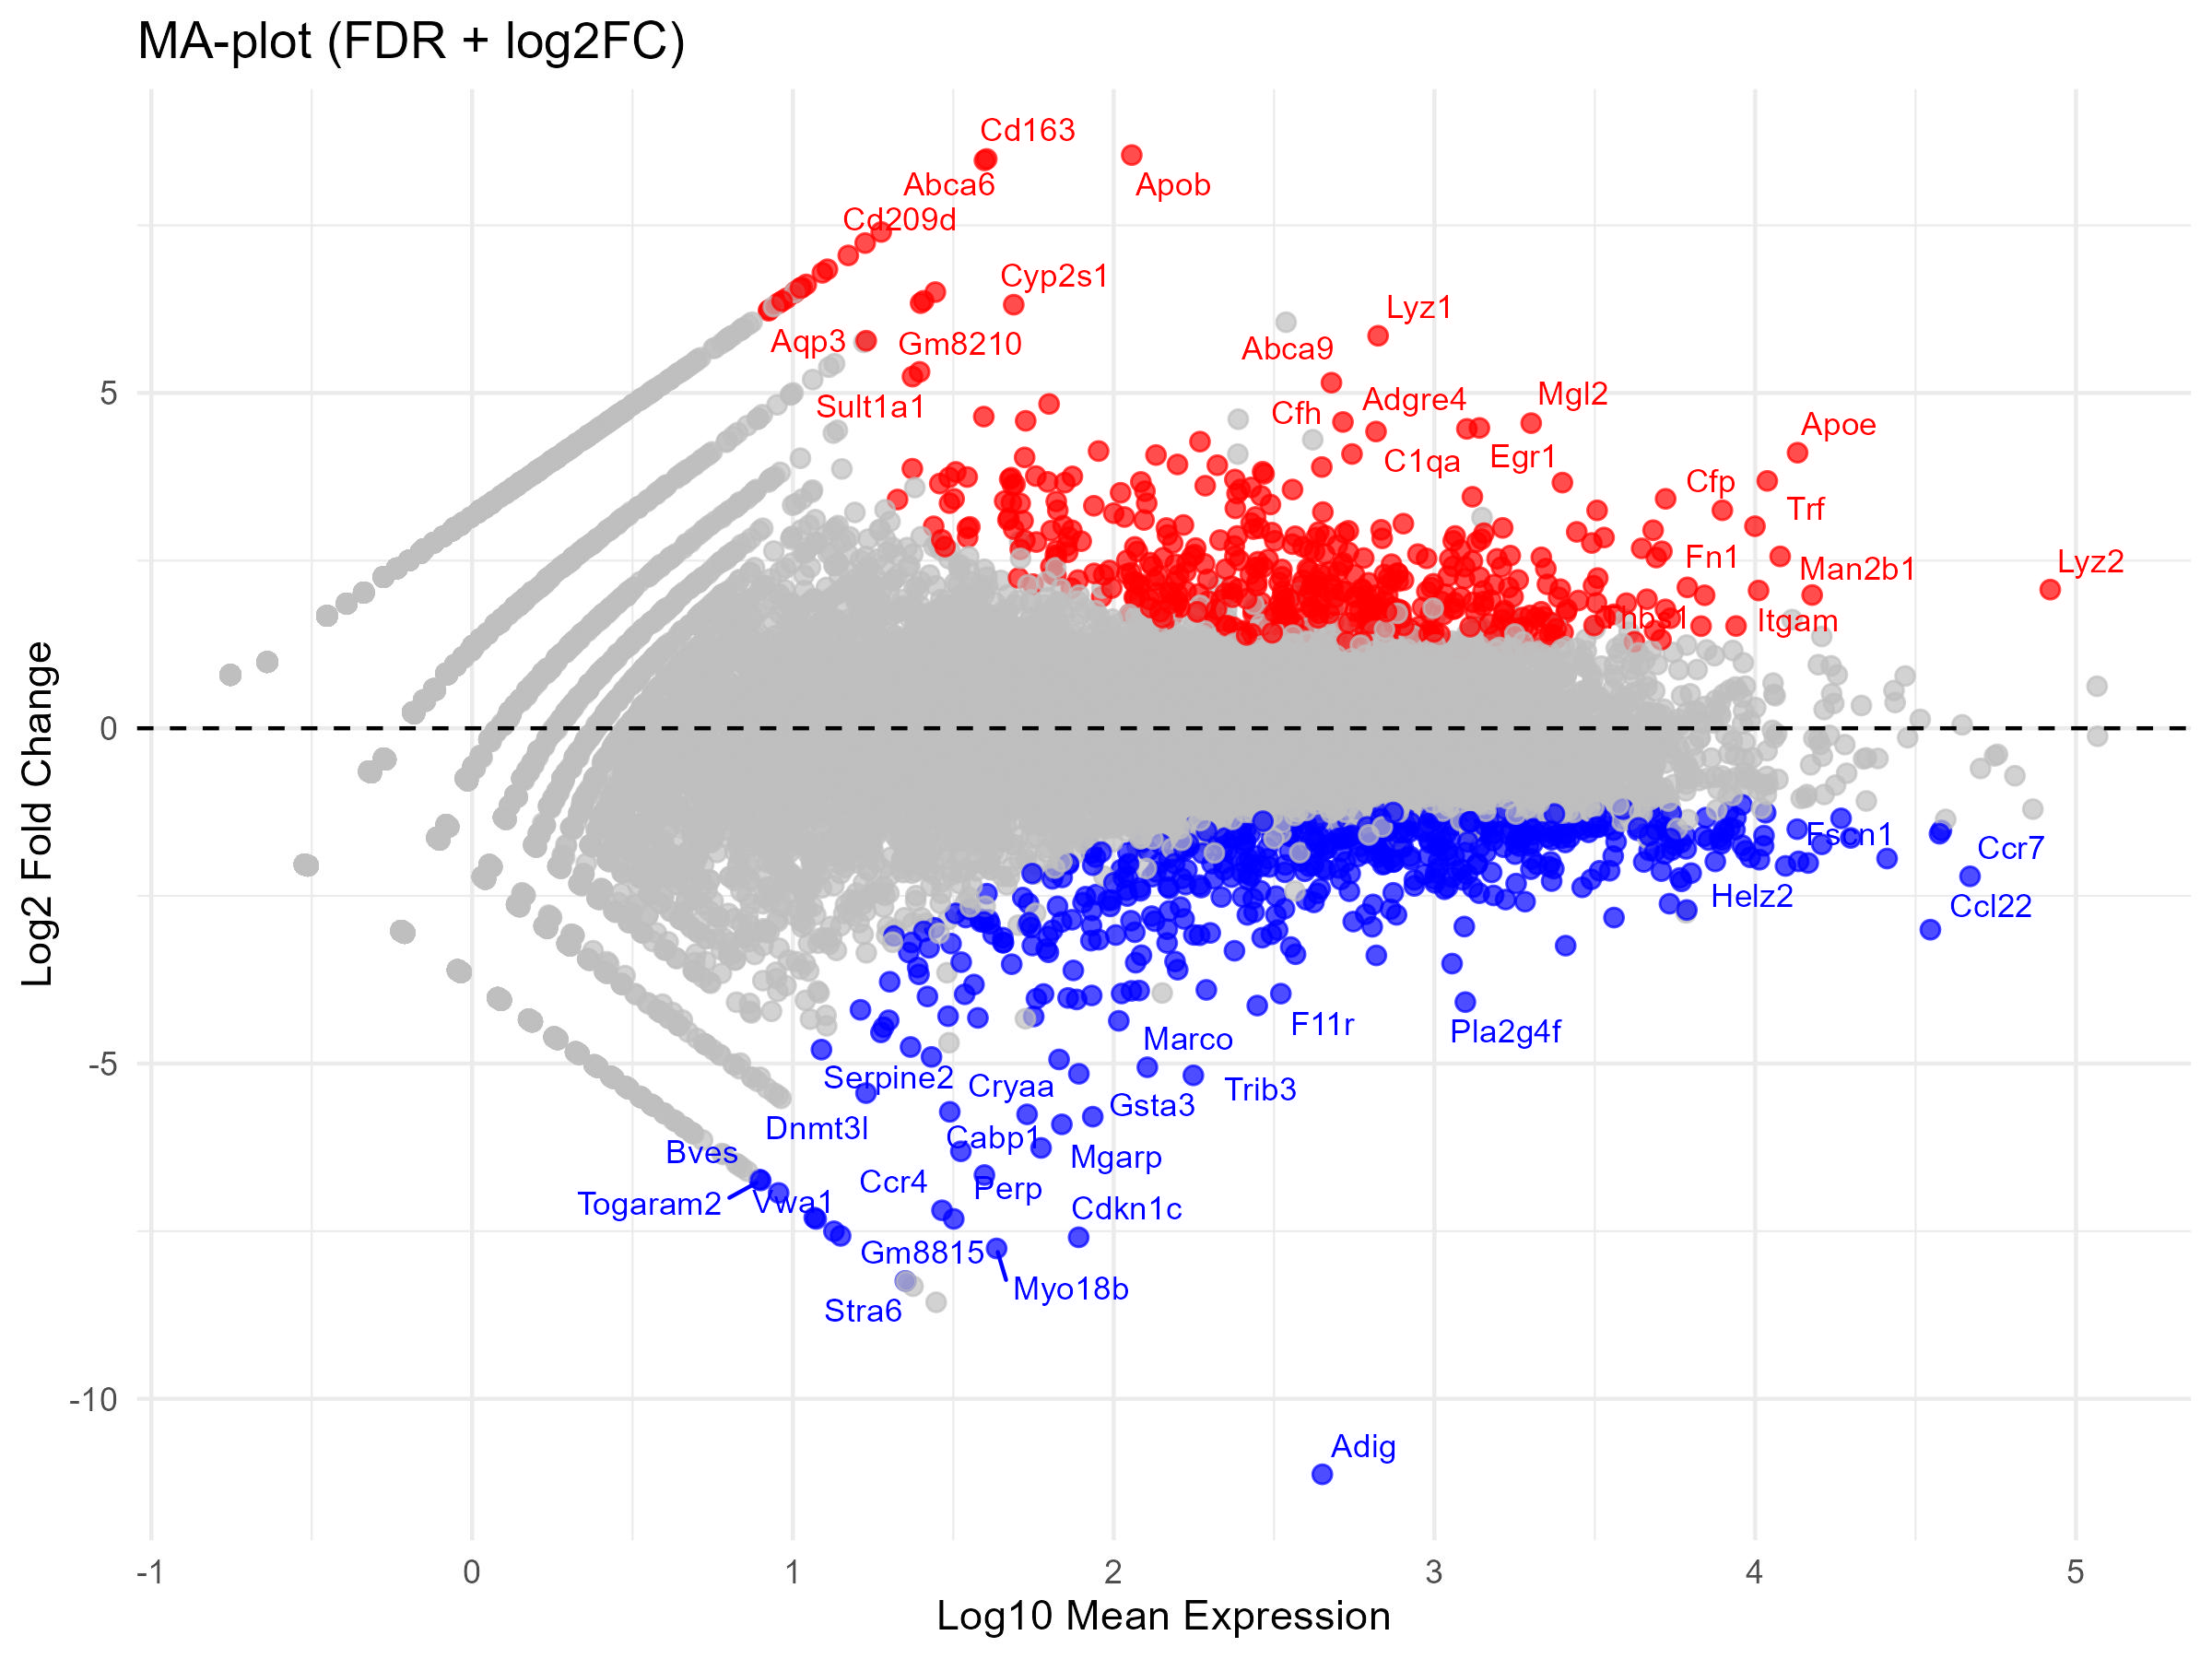 MA-plot (FDR + log2FC)
Cd163
Abca6
Apob
Cd209d
Cyp2s1
Lyz1
Aqp3
Gm8210
Abca9
Sult1a1
Cfh
Adgre4
Mgl2
Apoe
C1qa
Egr1
Cfp
Trf
Fn1
Man2b1
Lyz2
Thbs1
Itgam
Fscn1
Ccr7
Helz2
Ccl22
F11r
Pla2g4f
Marco
Serpine2
Cryaa
Trib3
Gsta3
Dnmt3l
Cabp1
Bves
Mgarp
Ccr4
Perp
Togaram2
Vwa1
Cdkn1c
Gm8815
Myo18b
Stra6
Adig
5
0
-5
-10
Log2 Fold Change
-1
0
1
2
3
4
5
Log10 Mean Expression